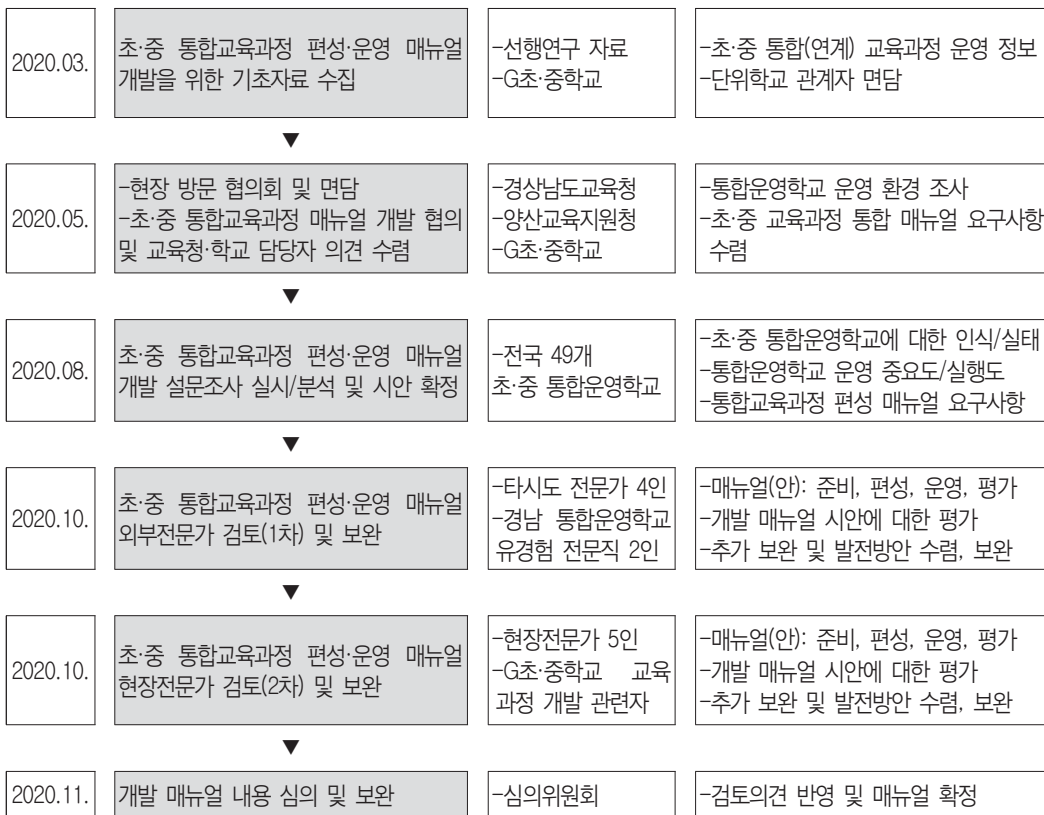 2020.03.
초·중 통합교육과정 편성·운영 매뉴얼
개발을 위한 기초자료 수집
-선행연구 자료
-G초·중학교
-초·중 통합(연계) 교육과정 운영 정보
-단위학교 관계자 면담
▼
2020.05.
-현장 방문 협의회 및 면담
-초·중 통합교육과정 매뉴얼 개발 협의
및 교육청·학교 담당자 의견 수렴
-경상남도교육청
-양산교육지원청
-G초·중학교
-통합운영학교 운영 환경 조사
-초·중 교육과정 통합 매뉴얼 요구사항
수렴
▼
2020.08.
초·중 통합교육과정 편성·운영 매뉴얼
개발 설문조사 실시/분석 및 시안 확정
-전국 49개
초·중 통합운영학교
-초·중 통합운영학교에 대한 인식/실태
-통합운영학교 운영 중요도/실행도
-통합교육과정 편성 매뉴얼 요구사항
▼
2020.10.
초·중 통합교육과정 편성·운영 매뉴얼
외부전문가 검토(1차) 및 보완
-타시도 전문가 4인
-경남 통합운영학교
유경험 전문직 2인
-매뉴얼(안): 준비, 편성, 운영, 평가
-개발 매뉴얼 시안에 대한 평가
-추가 보완 및 발전방안 수렴, 보완
▼
2020.10.
초·중 통합교육과정 편성·운영 매뉴얼
현장전문가 검토(2차) 및 보완
-현장전문가 5인
-G초·중학교 교육
과정 개발 관련자
-매뉴얼(안): 준비, 편성, 운영, 평가
-개발 매뉴얼 시안에 대한 평가
-추가 보완 및 발전방안 수렴, 보완
▼
2020.11.
개발 매뉴얼 내용 심의 및 보완
-심의위원회
-검토의견 반영 및 매뉴얼 확정